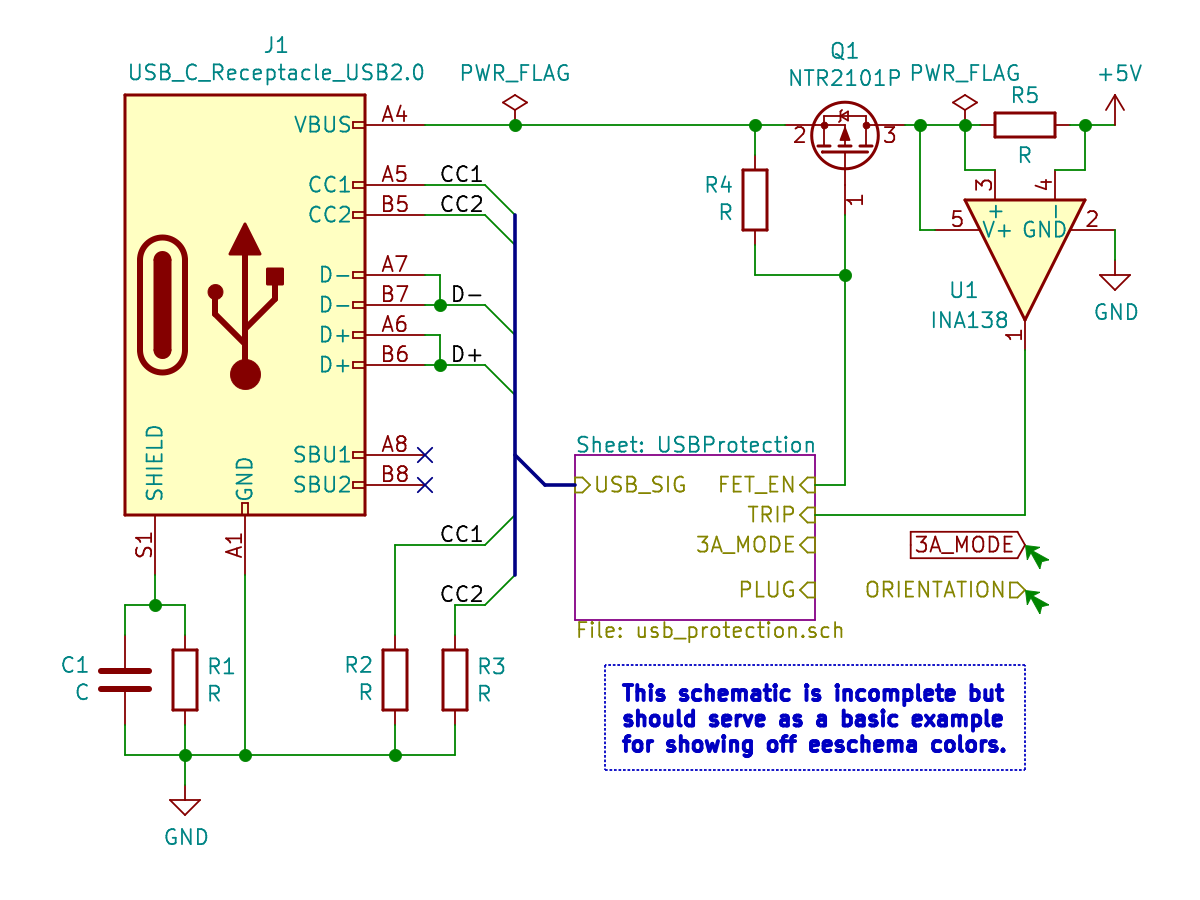 J1
USB_C_Receptacle_USB2.0
VBUS
A4
CC1
A5
CC1
CC2
B5
CC2
D-
A7
D-
B7
D-
D+
A6
D+
B6
D+
SBU1
A8
SBU2
B8
SHIELD
GND
S1
A1
PWR_FLAG
Q1
NTR2101P
2
3
1
PWR_FLAG
R5
R
+5V
R4
R
3
4
+
-
5
V+
GND
2
U1
INA138
1
GND
Sheet: USBProtection
USB_SIG
FET_EN
TRIP
3A_MODE
PLUG
File: usb_protection.sch
3A_MODE
ORIENTATION
CC1
CC2
C1
C
R1
R
R2
R
R3
R
GND
This schematic is incomplete but
should serve as a basic example
for showing off eeschema colors.